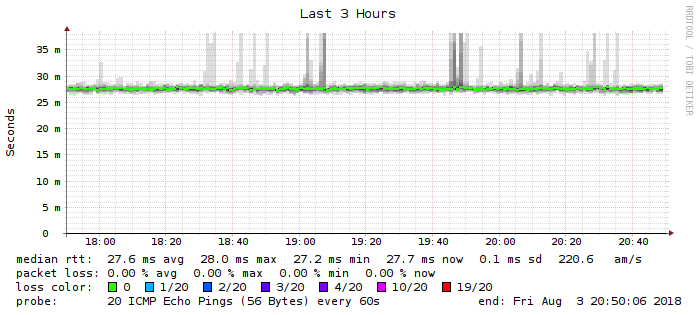 Last 3 Hours
RRDTOOL / TOBI OETIKER
Seconds
35 m
30 m
25 m
20 m
15 m
10 m
5 m
0
18:00 18:20 18:40 19:00 19:20 19:40 20:00 20:20 20:40
median rtt: 27.6 ms avg 28.0 ms max 27.2 ms min 27.7 ms now 0.1 ms sd 220.6 am/s
packet loss: 0.00 % avg 0.00 % max 0.00 % min 0.00 % now
loss color: 0 1/20 2/20 3/20 4/20 10/20 19/20
probe: 20 ICMP Echo Pings (56 Bytes) every 60s end: Fri Aug 3 20:50:06 2018